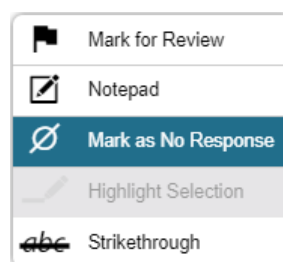 Mark for Review
Notepad
Mark as No Response
Highlight Selection
abc Strikethrough